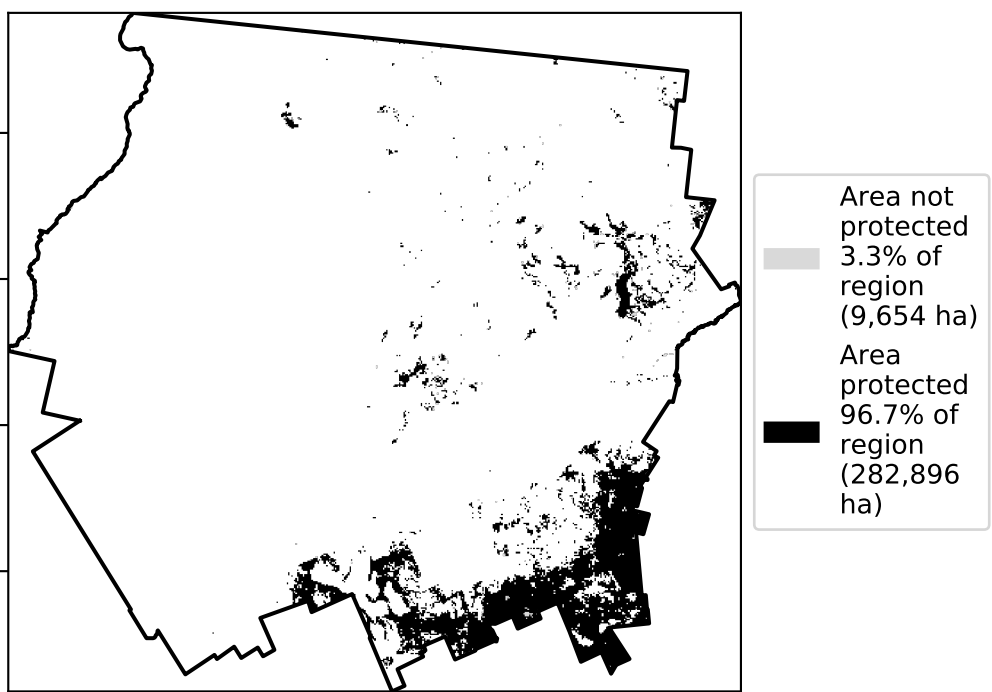 Area not
protected
3.3% of
region
(9,654 ha)
Area
protected
96.7% of
region
(282,896
ha)